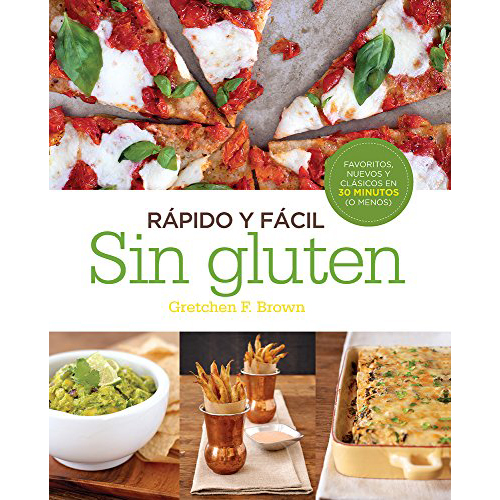 FAVORITOS,
NUEVOS Y
CLÁSICOS EN
30 MINUTOS
(O MENOS)
RÁPIDO Y FÁCIL
Sin gluten
Gretchen F. Brown